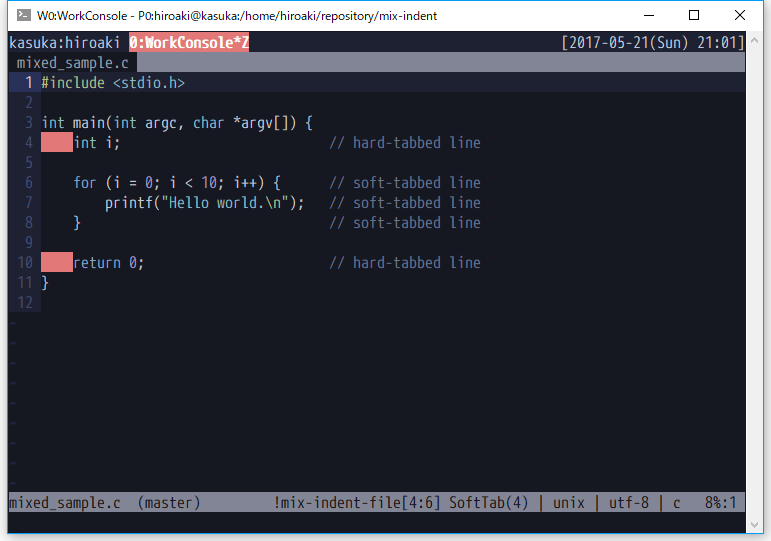 W0:WorkConsole - P0:hiroaki@kasuka:/home/hiroaki/repository/mix-indent
kasuka:hiroaki 0:WorkConsole*Z [2017-05-21(Sun) 21:01]
mixed_sample.c
1 #include <stdio.h>
2
3 int main(int argc, char *argv[]) {
4     int i;                          // hard-tabbed line
5
6     for (i = 0; i < 10; i++) {      // soft-tabbed line
7         printf("Hello world.\n");   // soft-tabbed line
8     }                               // soft-tabbed line
9
10     return 0;                       // hard-tabbed line
11 }
12
mixed_sample.c  (master)         !mix-indent-file[4:6] SoftTab(4) | unix | utf-8 | c   8%:1